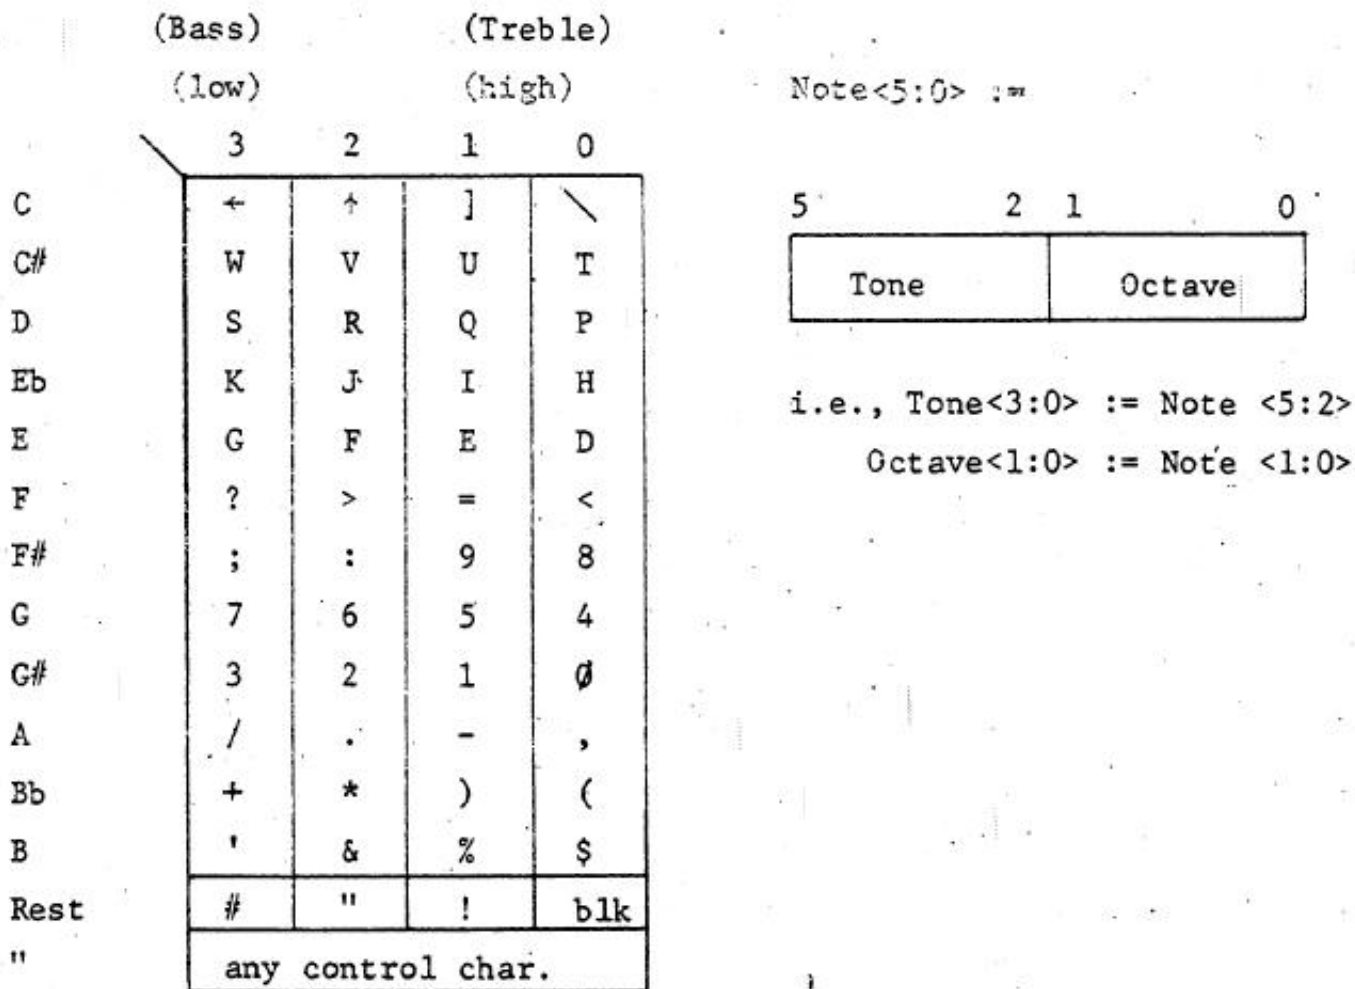 (Bass) (Treble)
(low) (high)
3 2 1 0
C ← ↑ ] \
C# W V U T
D S R Q P
Eb K J I H
E G F E D
F ? > = <
F# ; : 9 8
G 7 6 5 4
G# 3 2 1 Ø
A / . - ,
Bb + * ) (
B ' & % $
Rest # " ! blk
" any control char.
Note<5:0> :=
5 2 1 0
Tone Octave
i.e., Tone<3:0> := Note <5:2>
Octave<1:0> := Note <1:0>